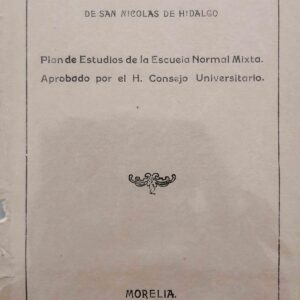 DE SAN NICOLAS DE HIDALGO
Plan de Estudios de la Escuela Normal Mixta.
Aprobado por el H. Consejo Universitario.
MORELIA.